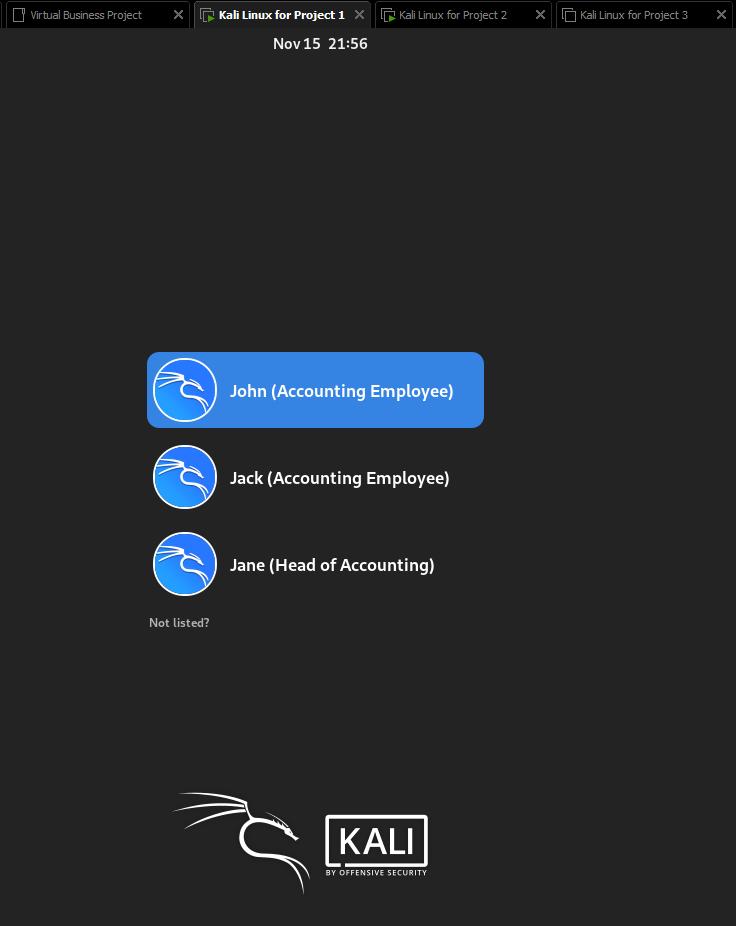 Virtual Business Project
Kali Linux for Project 1
Kali Linux for Project 2
Kali Linux for Project 3
Nov 15 21:56
John (Accounting Employee)
Jack (Accounting Employee)
Jane (Head of Accounting)
Not listed?
KALI
BY OFFENSIVE SECURITY